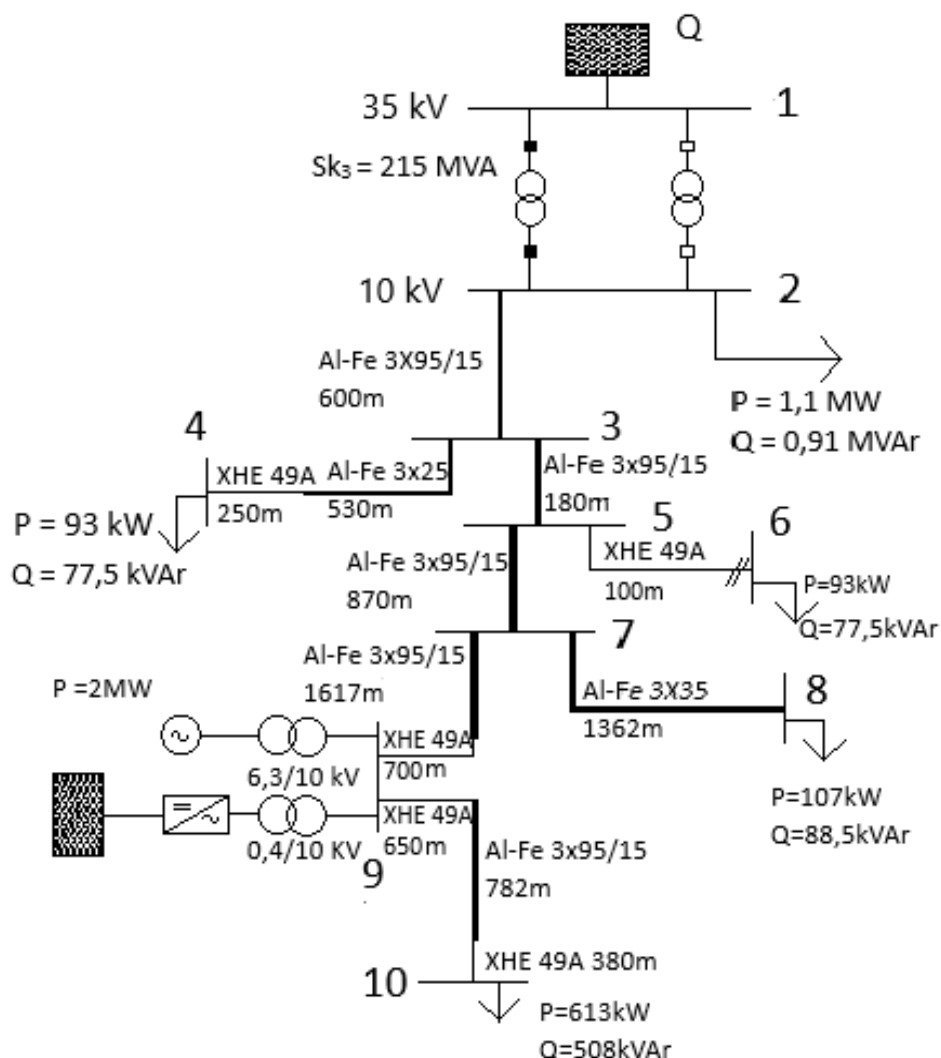 Q
35 kV
1
Sk₃ = 215 MVA
10 kV
2
Al-Fe 3X95/15
600m
P = 1,1 MW
Q = 0,91 MVAr
4
3
XHE 49A
Al-Fe 3x25
Al-Fe 3x95/15
250m
530m
180m
P = 93 kW
Q = 77,5 kVAr
5
6
Al-Fe 3x95/15
870m
XHE 49A
100m
P=93kW
Q=77,5kVAr
7
Al-Fe 3x95/15
1617m
P =2MW
Al-Fe 3X35
1362m
8
XHE 49A
700m
6,3/10 kV
P=107kW
Q=88,5kVAr
XHE 49A
650m
0,4/10 KV
9
Al-Fe 3x95/15
782m
XHE 49A 380m
10
P=613kW
Q=508kVAr